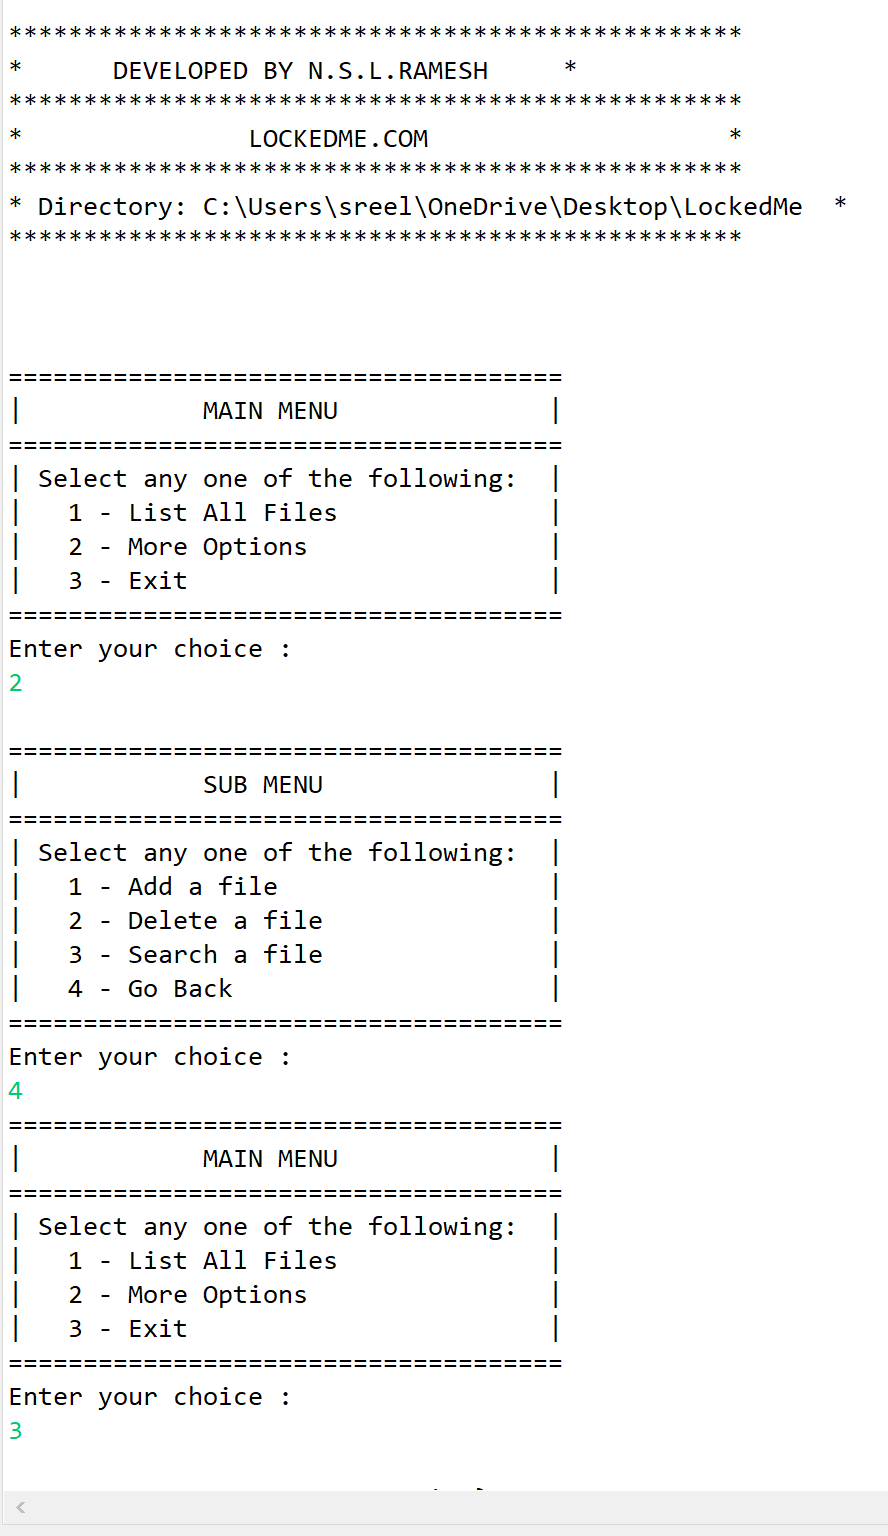 *************************************************
*      DEVELOPED BY N.S.L.RAMESH     *
*************************************************
*               LOCKEDME.COM                    *
*************************************************
* Directory: C:\Users\sreel\OneDrive\Desktop\LockedMe  *
*************************************************
=====================================
|            MAIN MENU              |
=====================================
| Select any one of the following:  |
|   1 - List All Files              |
|   2 - More Options                |
|   3 - Exit                        |
=====================================
Enter your choice :
2
=====================================
|            SUB MENU               |
=====================================
| Select any one of the following:  |
|   1 - Add a file                  |
|   2 - Delete a file               |
|   3 - Search a file               |
|   4 - Go Back                     |
=====================================
Enter your choice :
4
=====================================
|            MAIN MENU              |
=====================================
| Select any one of the following:  |
|   1 - List All Files              |
|   2 - More Options                |
|   3 - Exit                        |
=====================================
Enter your choice :
3